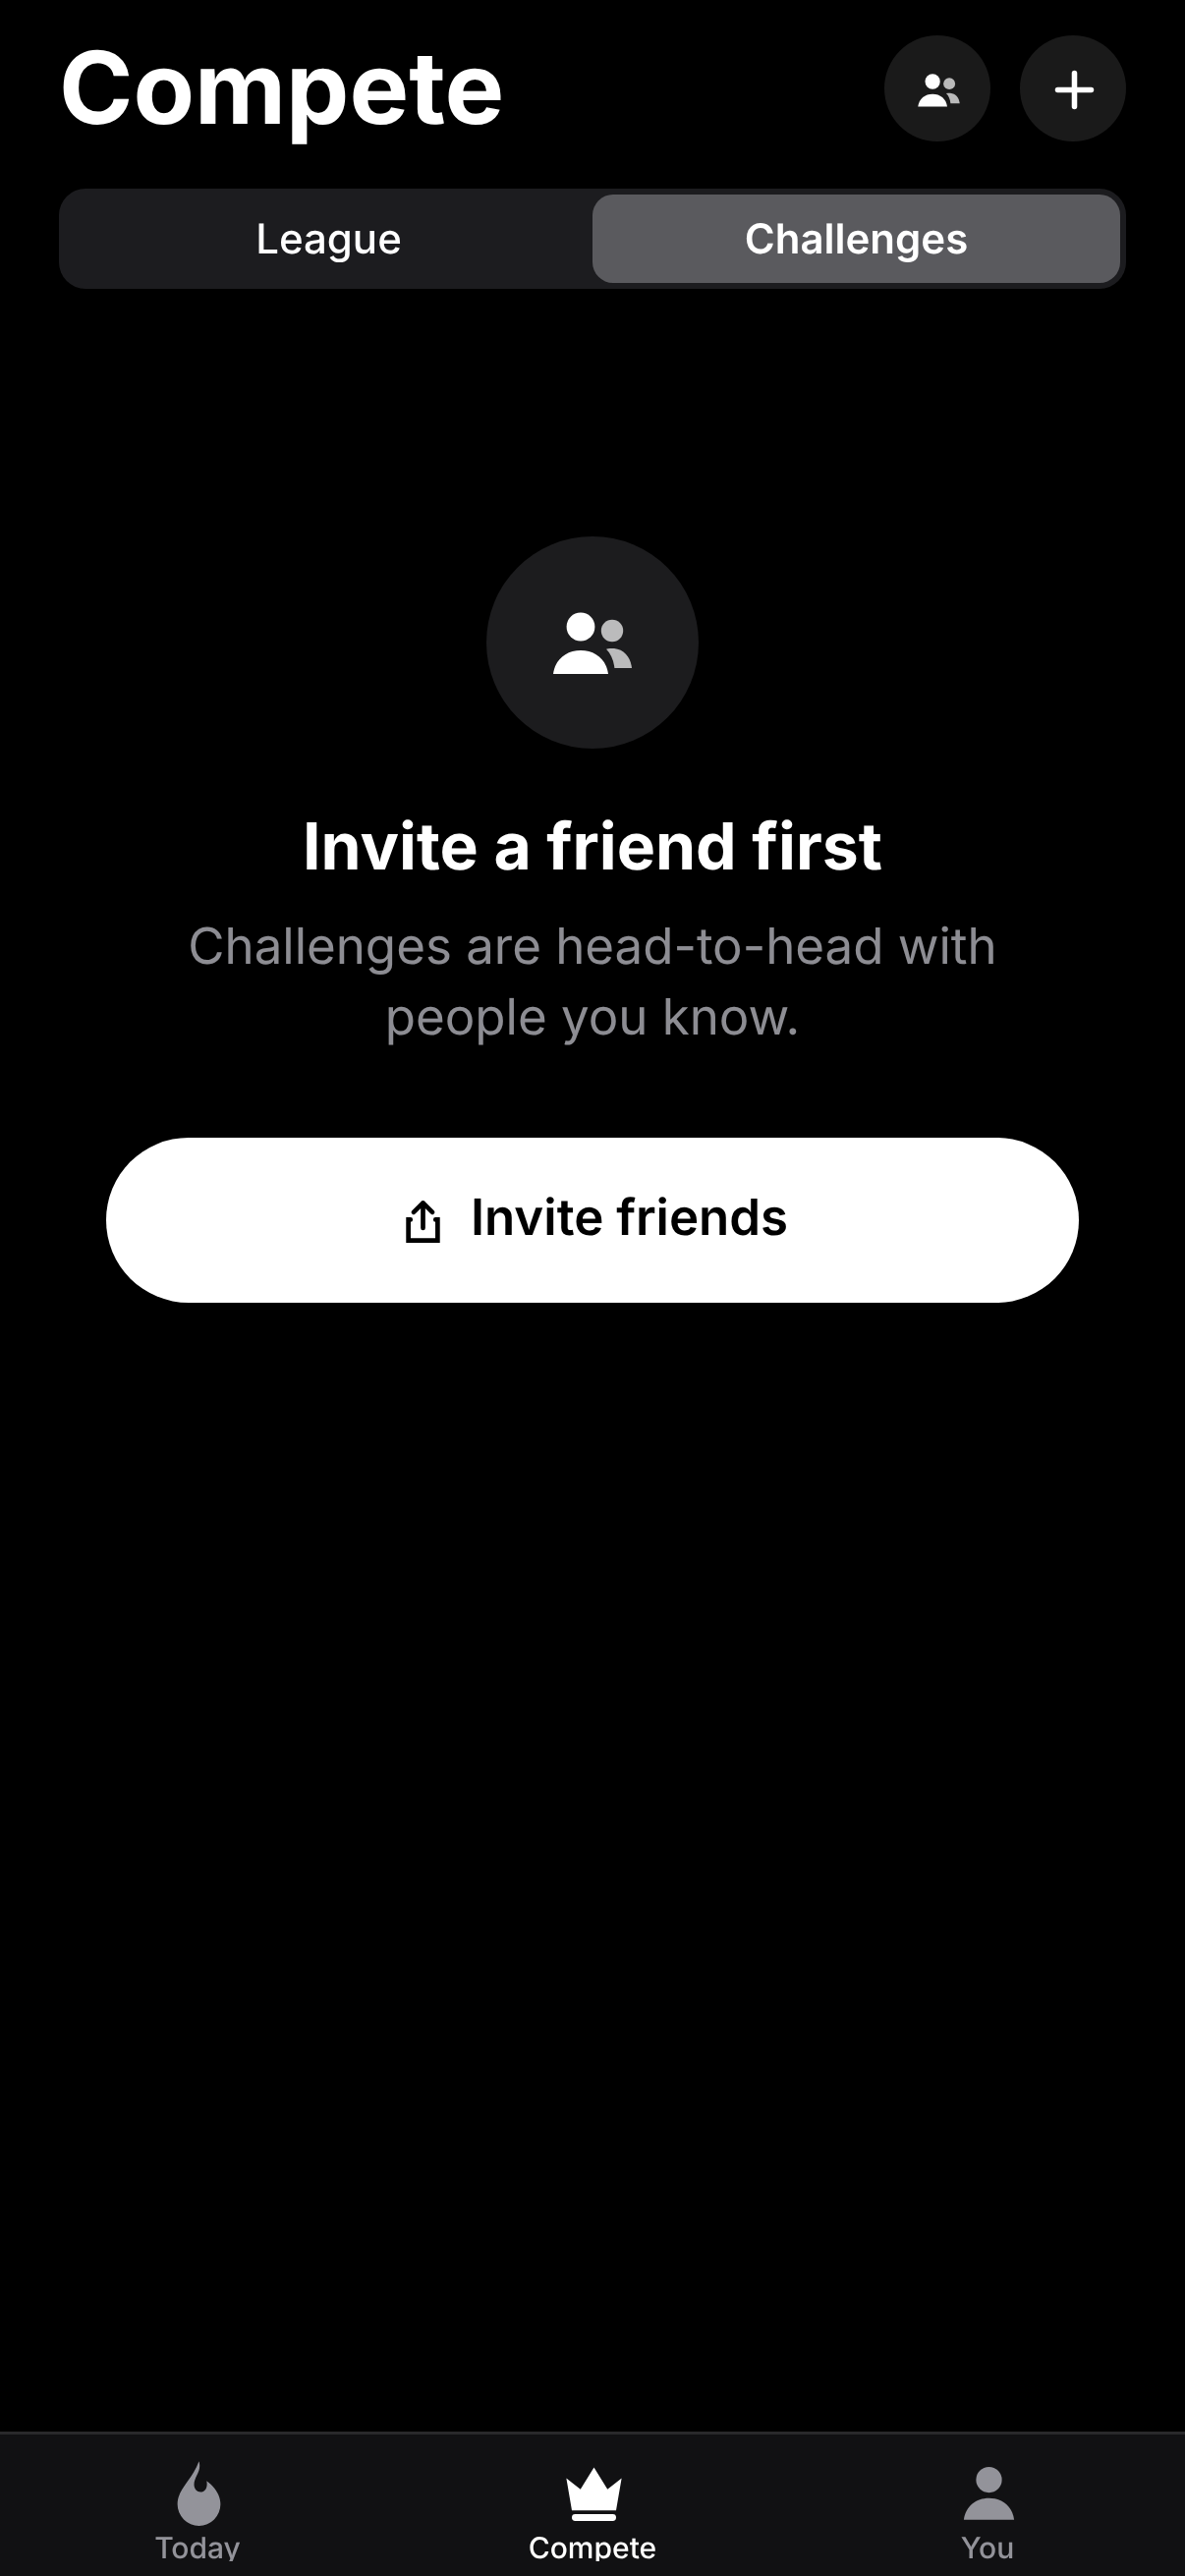 Compete
League
Challenges
Invite a friend first
Challenges are head-to-head with
people you know.
Invite friends
Today
Compete
You